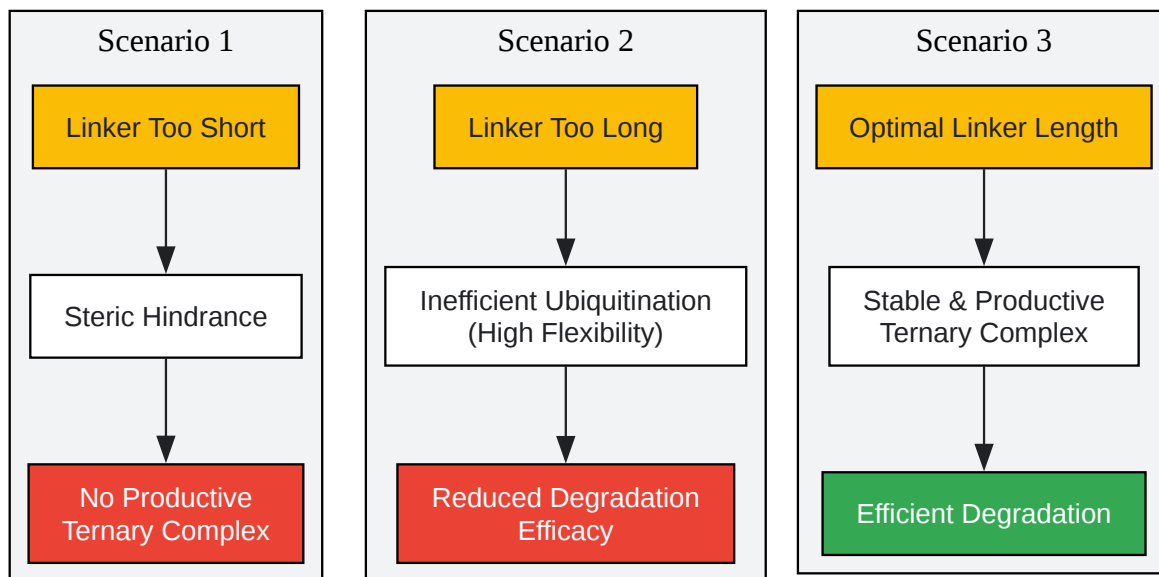 Scenario 1
Linker Too Short
Steric Hindrance
No Productive
Ternary Complex
Scenario 2
Linker Too Long
Inefficient Ubiquitination
(High Flexibility)
Reduced Degradation
Efficacy
Scenario 3
Optimal Linker Length
Stable & Productive
Ternary Complex
Efficient Degradation